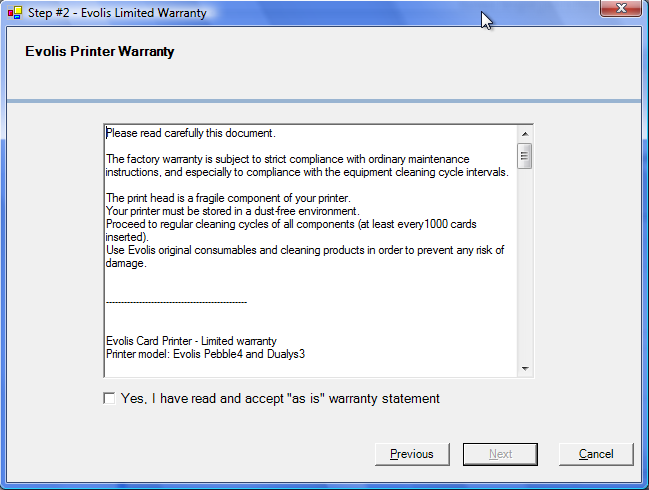 Step #2 - Evolis Limited Warranty
Evolis Printer Warranty
Please read carefully this document.
The factory warranty is subject to strict compliance with ordinary maintenance
instructions, and especially to compliance with the equipment cleaning cycle intervals.
The print head is a fragile component of your printer.
Your printer must be stored in a dust-free environment.
Proceed to regular cleaning cycles of all components (at least every1000 cards
inserted).
Use Evolis original consumables and cleaning products in order to prevent any risk of
damage.
-----------------------------------------------
Evolis Card Printer - Limited warranty
Printer model: Evolis Pebble4 and Dualys3
Yes, I have read and accept "as is" warranty statement
Previous
Next
Cancel